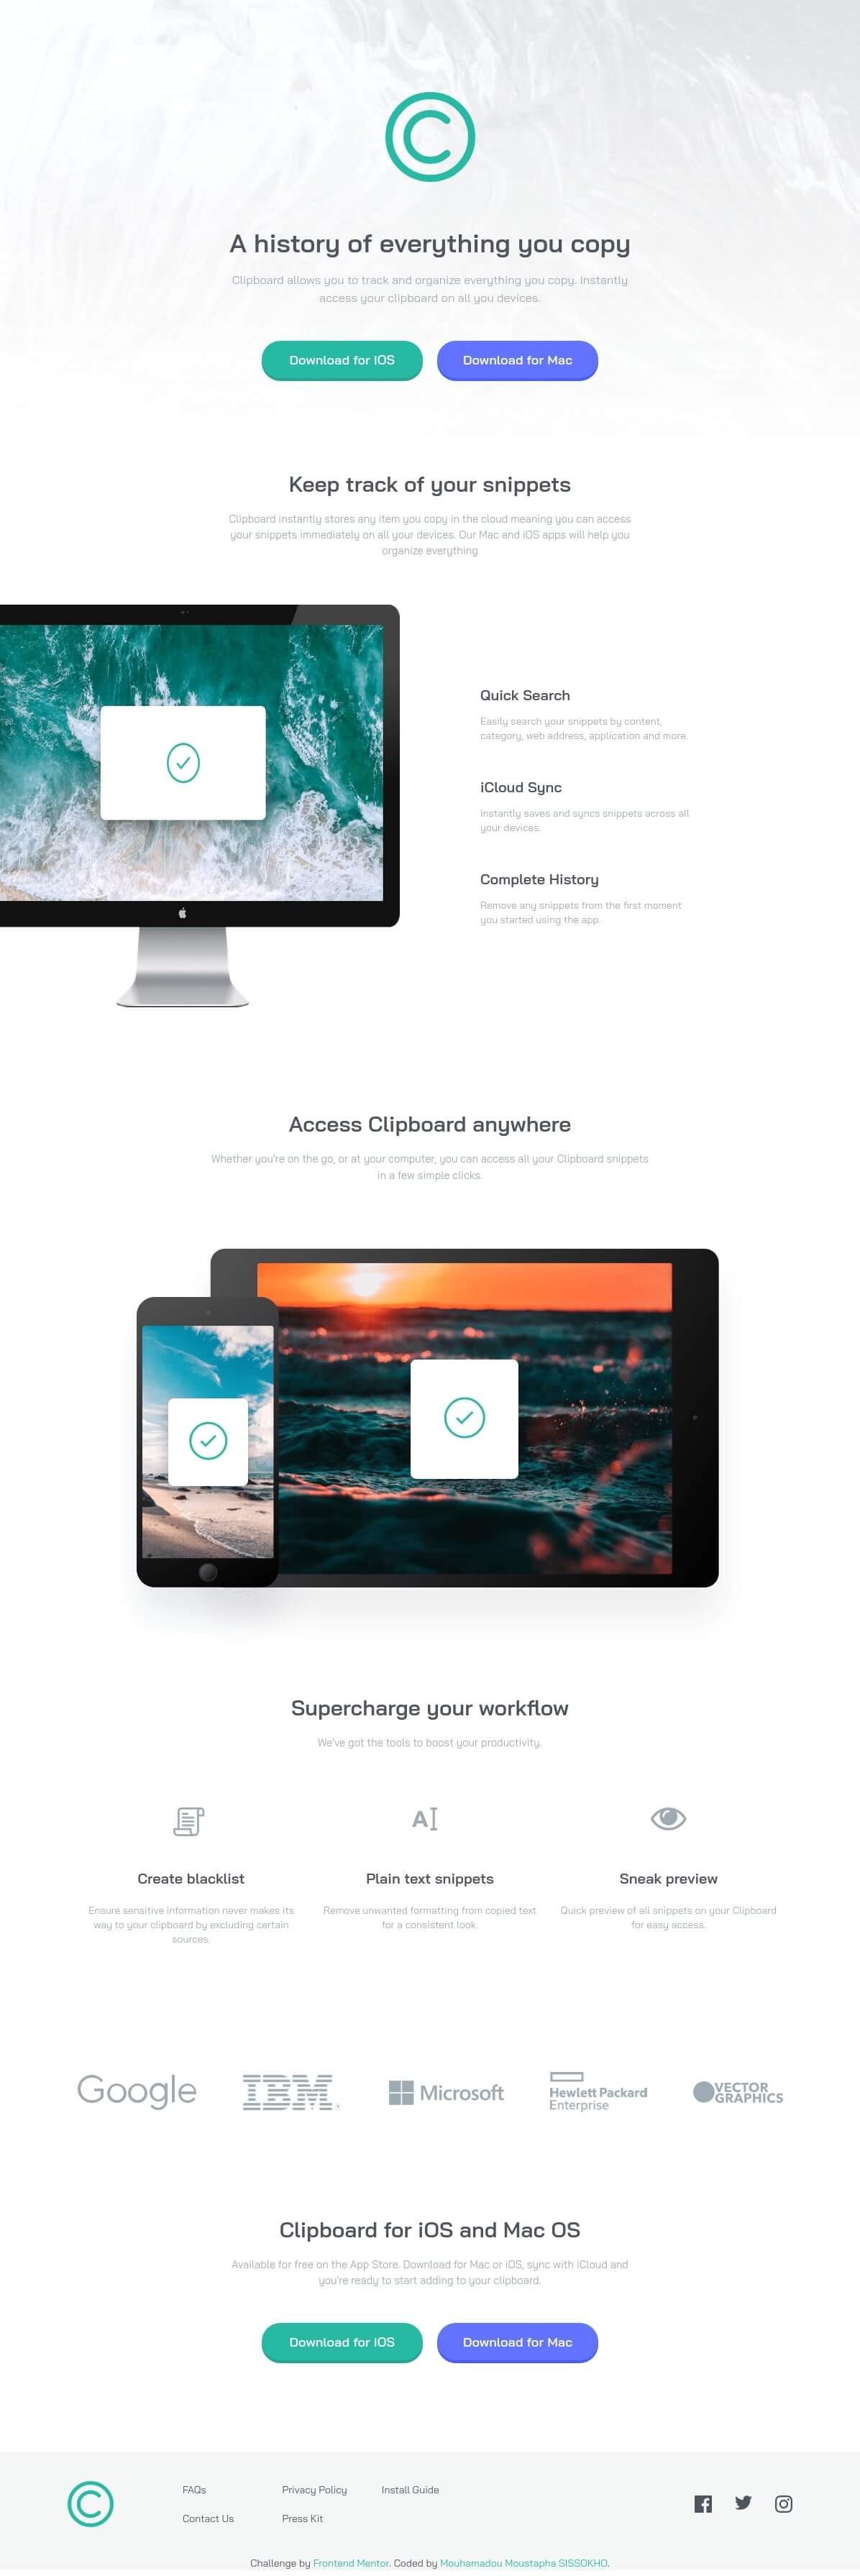 A history of everything you copy
Clipboard allows you to track and organize everything you copy. Instantly
access your clipboard on all you devices.
Download for iOS
Download for Mac
Keep track of your snippets
Clipboard instantly stores any item you copy in the cloud meaning you can access
your snippets immediately on all your devices. Our Mac and iOS apps will help you
organize everything
Quick Search
Easily search your snippets by content,
category, web address, application and more.
iCloud Sync
Instantly saves and syncs snippets across all
your devices.
Complete History
Remove any snippets from the first moment
you started using the app.
Access Clipboard anywhere
Whether you're on the go, or at your computer, you can access all your Clipboard snippets
in a few simple clicks.
Supercharge your workflow
We've got the tools to boost your productivity.
A
Create blacklist
Ensure sensitive information never makes its
way to your clipboard by excluding certain
sources.
Plain text snippets
Remove unwanted formatting from copied text
for a consistent look.
Sneak preview
Quick preview of all snippets on your Clipboard
for easy access.
Google
IBM
Microsoft
Hewlett Packard
Enterprise
VECTOR
GRAPHICS
Clipboard for iOS and Mac OS
Available for free on the App Store. Download for Mac or iOS, sync with iCloud and
you're ready to start adding to your clipboard.
Download for iOS
Download for Mac
FAQs
Privacy Policy
Install Guide
Contact Us
Press Kit
Challenge by Frontend Mentor. Coded by Mouhamadou Moustapha SISSOKHO.